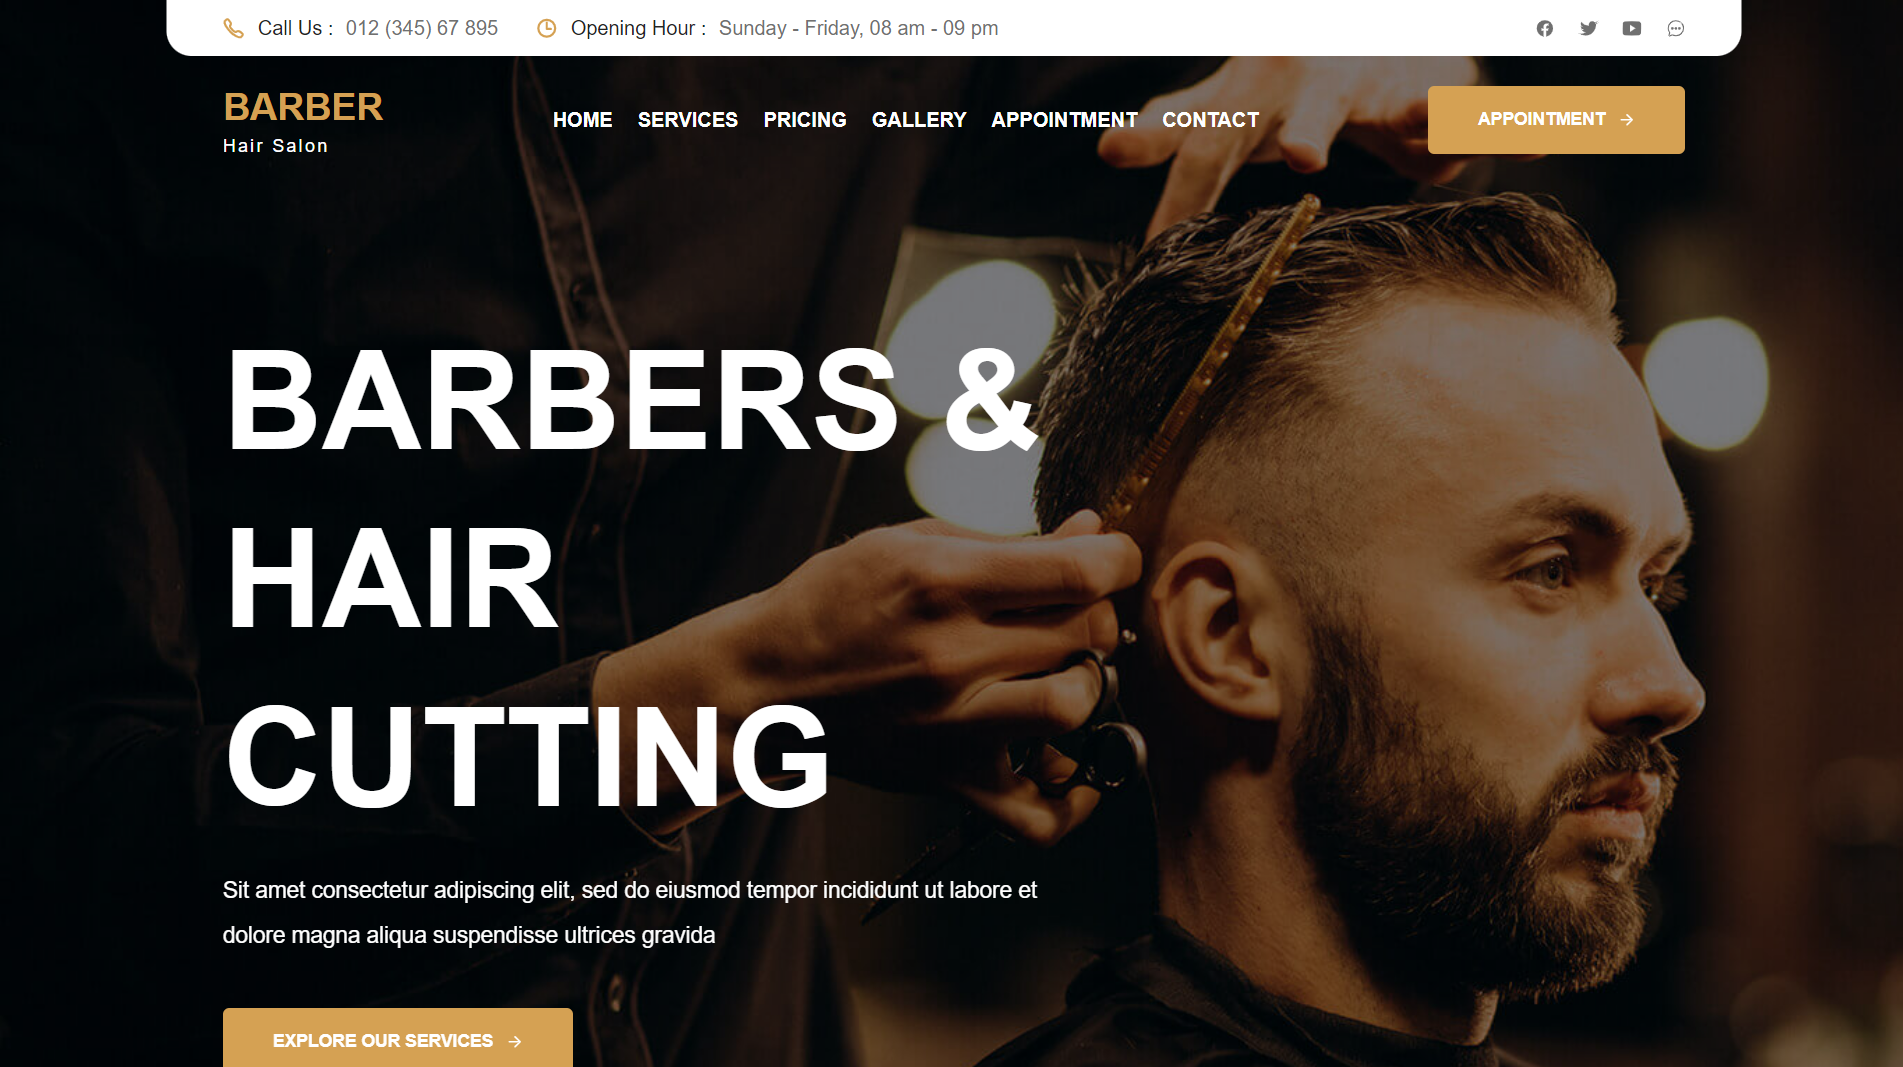 Call Us : 012 (345) 67 895 Opening Hour : Sunday - Friday, 08 am - 09 pm
BARBER
Hair Salon
HOME SERVICES PRICING GALLERY APPOINTMENT CONTACT
APPOINTMENT →
BARBERS &
HAIR
CUTTING
Sit amet consectetur adipiscing elit, sed do eiusmod tempor incididunt ut labore et
dolore magna aliqua suspendisse ultrices gravida
EXPLORE OUR SERVICES →